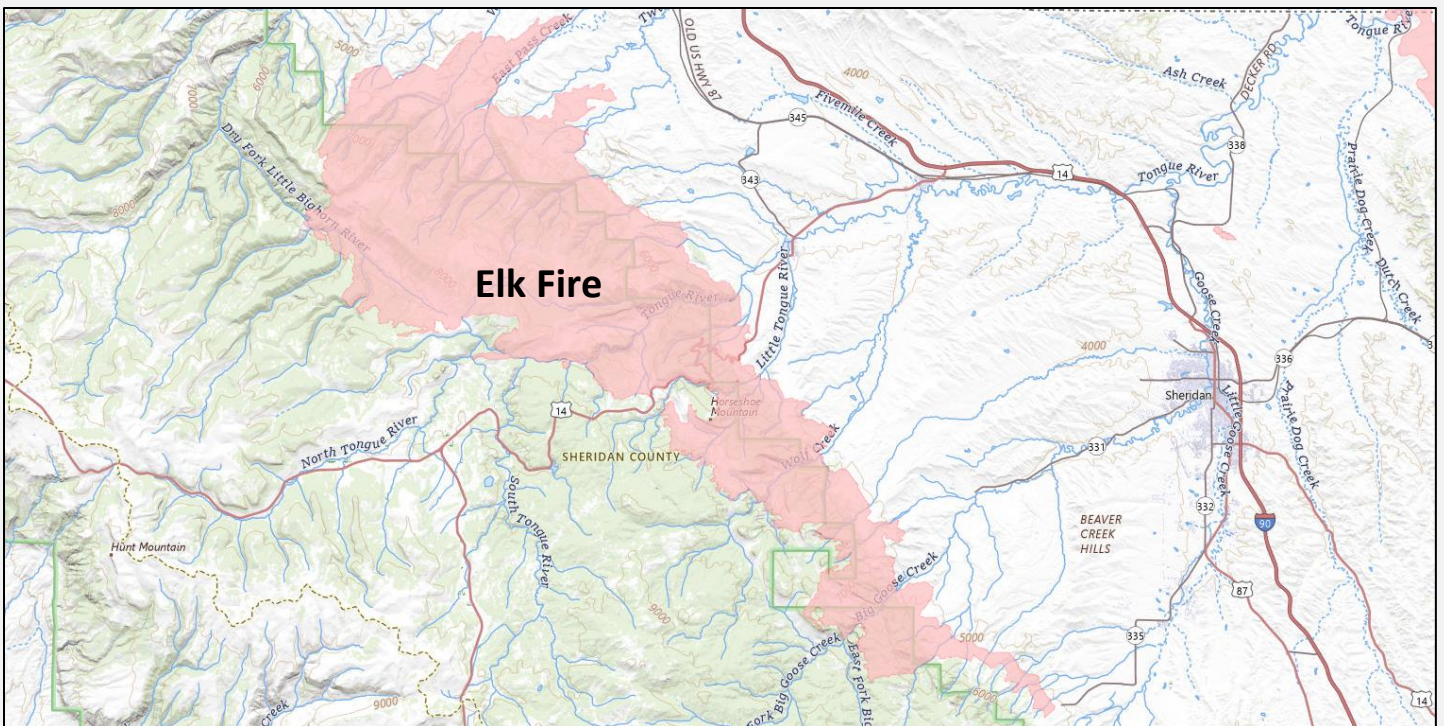 East Pass Creek
OLD US HWY 87
4000
Ash Creek
DECKER RD
Tongue River
5000
6000
7000
Fivemile Creek
345
338
343
14
Tongue River
Prairie Dog Creek
Dutch Creek
Dry Fork Little Bighorn River
8000
Elk Fire
Tongue River
Little Tongue River
Goose Creek
4000
336
Sheridan
Little Goose Creek
Prairie Dog Creek
Horseshoe
Mountain
14
North Tongue River
SHERIDAN COUNTY
Wolf Creek
331
South Tongue River
332
90
BEAVER
CREEK
HILLS
Hunt Mountain
9000
Big Goose Creek
87
335
5000
6000
Fork Big Goose Creek
East Fork Big
9000
Creek
14